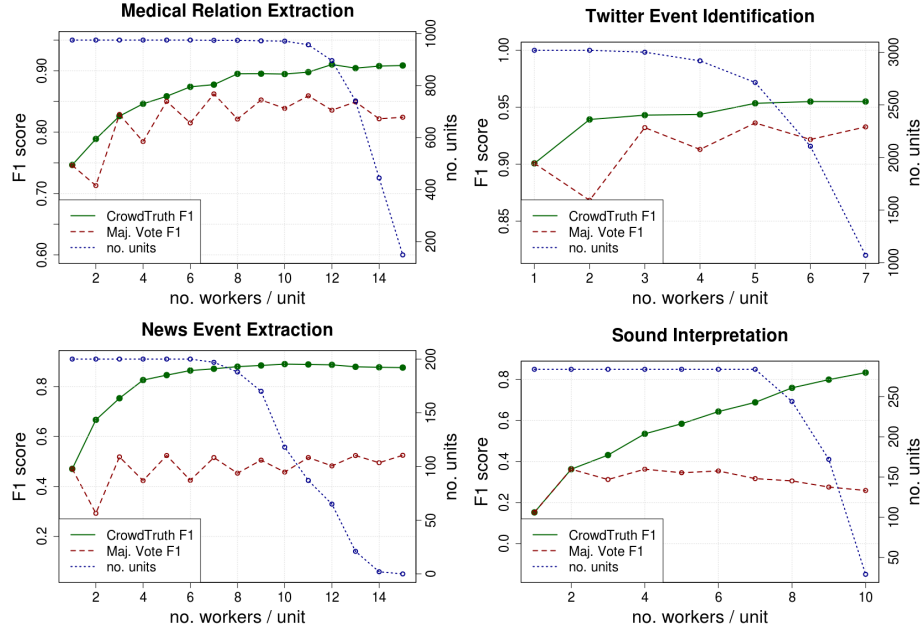 Medical Relation Extraction
F1 score
0.60 0.70 0.80 0.90
no. units
200 400 600 800 1000
CrowdTruth F1
Maj. Vote F1
no. units
2 4 6 8 10 12 14
no. workers / unit
Twitter Event Identification
F1 score
0.85 0.90 0.95 1.00
no. units
1000 1500 2000 2500 3000
CrowdTruth F1
Maj. Vote F1
no. units
1 2 3 4 5 6 7
no. workers / unit
News Event Extraction
F1 score
0.2 0.4 0.6 0.8
no. units
0 50 100 150 200
CrowdTruth F1
Maj. Vote F1
no. units
2 4 6 8 10 12 14
no. workers / unit
Sound Interpretation
F1 score
0.0 0.2 0.4 0.6 0.8
no. units
50 100 150 200 250
CrowdTruth F1
Maj. Vote F1
no. units
2 4 6 8 10
no. workers / unit